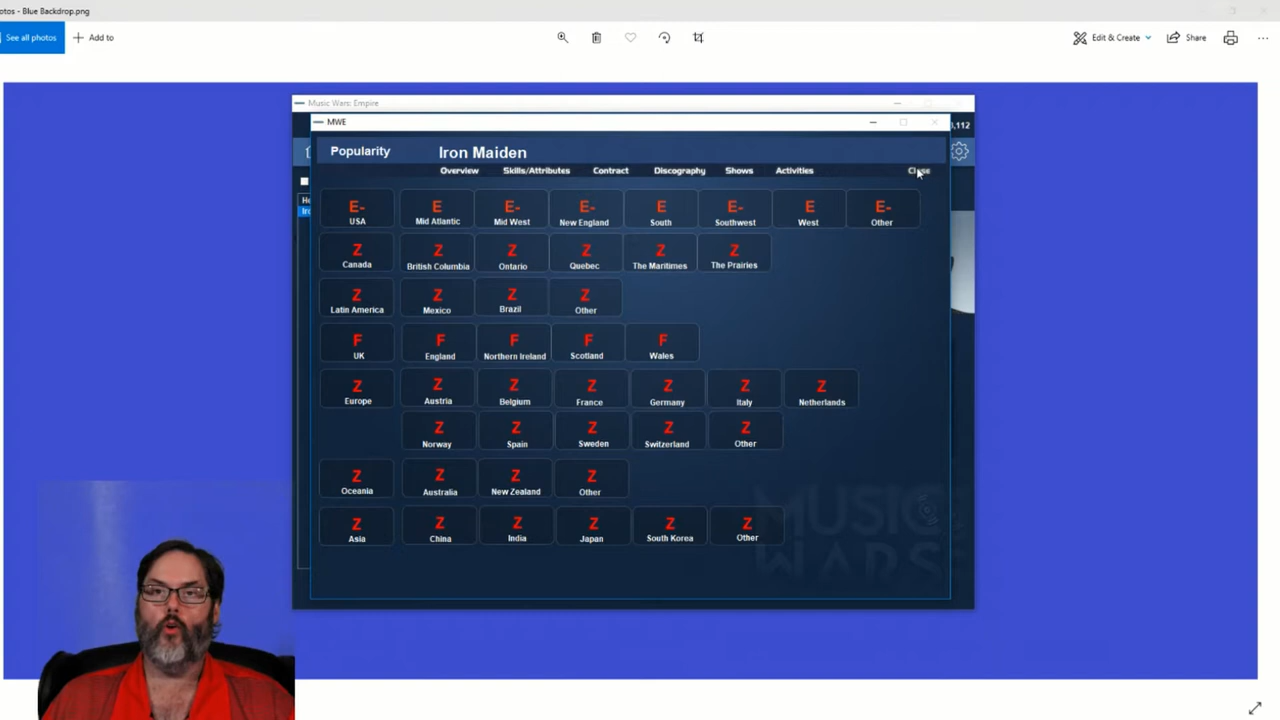 otos - Blue Backdrop.png
See all photos
Add to
Edit & Create
Share
Music Wars: Empire
MWE
,112
Popularity
Iron Maiden
Overview
Skills/Attributes
Contract
Discography
Shows
Activities
Close
E- E E- E- E E- E E-
USA Mid Atlantic Mid West New England South Southwest West Other
Z Z Z Z Z Z
Canada British Columbia Ontario Quebec The Maritimes The Prairies
Z Z Z Z
Latin America Mexico Brazil Other
F F F F F
UK England Northern Ireland Scotland Wales
Z Z Z Z Z Z Z
Europe Austria Belgium France Germany Italy Netherlands
Z Z Z Z Z
Norway Spain Sweden Switzerland Other
Z Z Z Z
Oceania Australia New Zealand Other
Z Z Z Z Z Z
Asia China India Japan South Korea Other
MUSIC
WARS